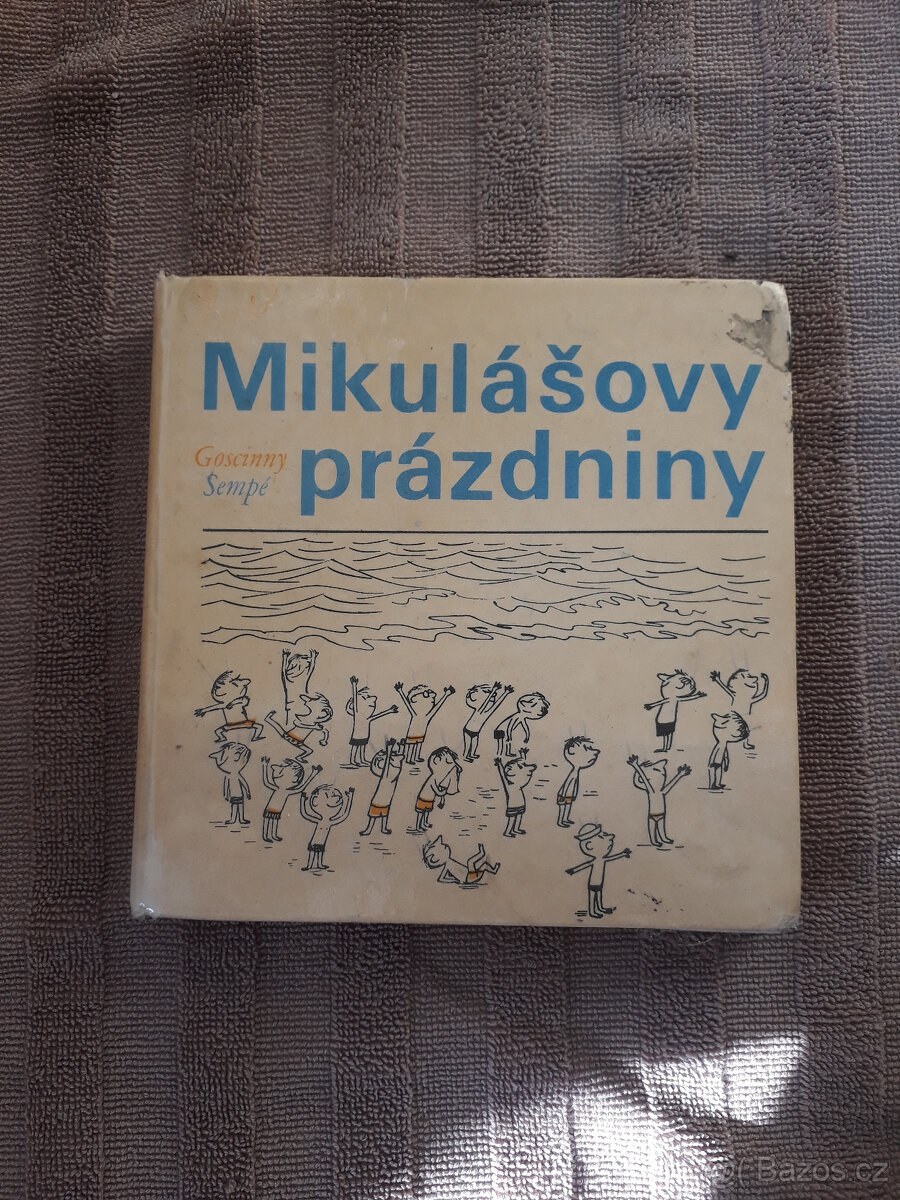 Mikulášovy
prázdniny
Goscinny
Sempé
Bazos.cz